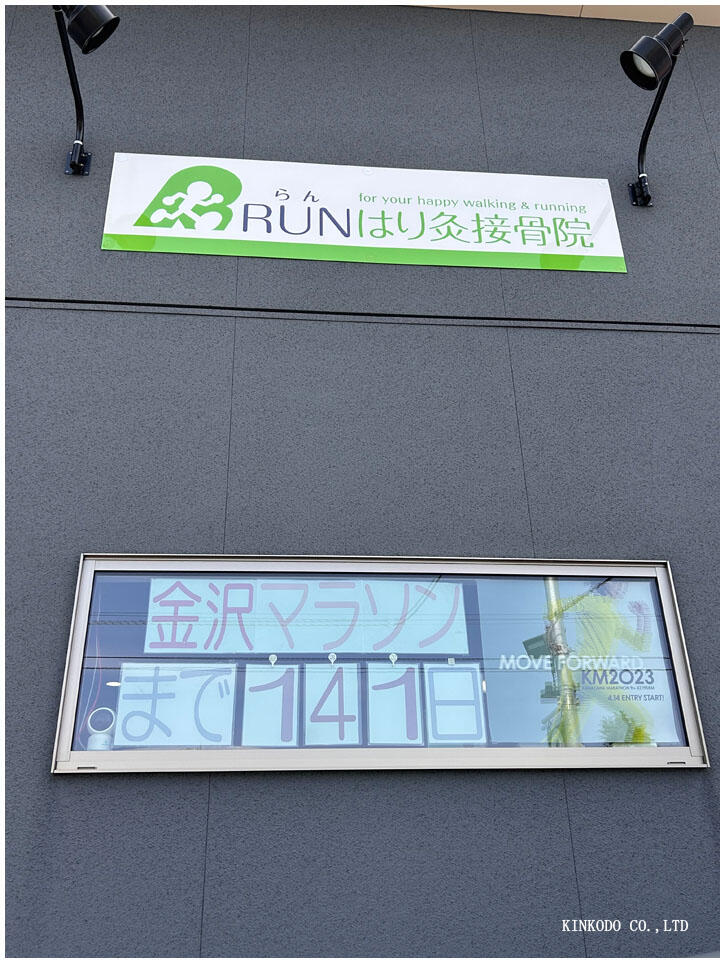 らん
for your happy walking & running
RUNはり灸接骨院
金沢マラソン
まで141日
MOVE FORWARD
KM2023
4.14 ENTRY START!
KINKODO CO.,LTD